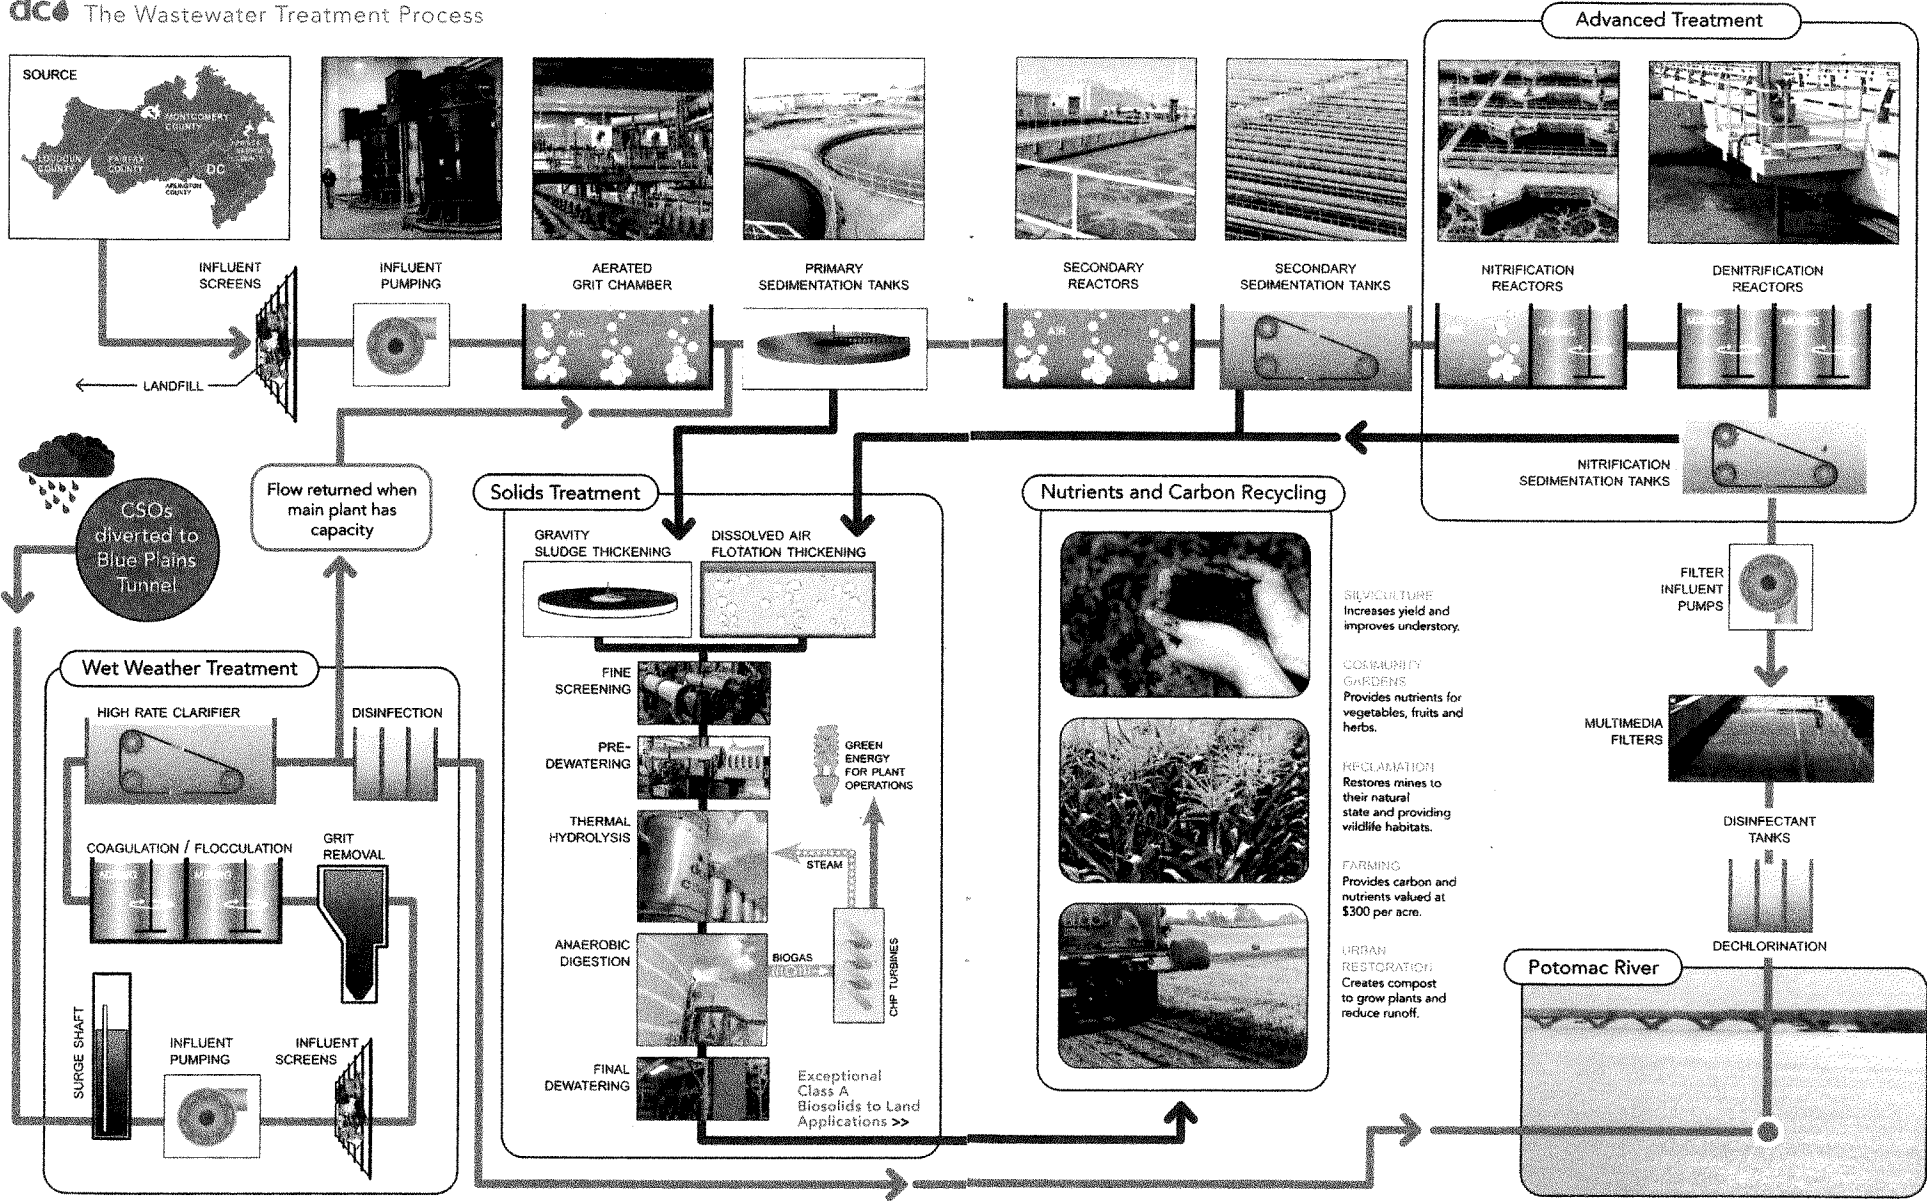 dc The Wastewater Treatment Process
Advanced Treatment
SOURCE
MONTGOMERY
COUNTY
LOUDOUN
COUNTY
FAIRFAX
COUNTY
DC
ARLINGTON
COUNTY
INFLUENT
SCREENS
INFLUENT
PUMPING
AERATED
GRIT CHAMBER
PRIMARY
SEDIMENTATION TANKS
SECONDARY
REACTORS
SECONDARY
SEDIMENTATION TANKS
NITRIFICATION
REACTORS
DENITRIFICATION
REACTORS
AIR
AIR
LANDFILL
NITRIFICATION
SEDIMENTATION TANKS
CSOs
diverted to
Blue Plains
Tunnel
Flow returned when
main plant has
capacity
Solids Treatment
GRAVITY
SLUDGE THICKENING
DISSOLVED AIR
FLOTATION THICKENING
FINE
SCREENING
PRE-
DEWATERING
GREEN
ENERGY
FOR PLANT
OPERATIONS
THERMAL
HYDROLYSIS
STEAM
ANAEROBIC
DIGESTION
BIOGAS
CHP TURBINES
FINAL
DEWATERING
Exceptional
Class A
Biosolids to Land
Applications >>
Wet Weather Treatment
HIGH RATE CLARIFIER
DISINFECTION
COAGULATION / FLOCCULATION
GRIT
REMOVAL
SURGE SHAFT
INFLUENT
PUMPING
INFLUENT
SCREENS
Nutrients and Carbon Recycling
SILVICULTURE
Increases yield and
improves understory.
COMMUNITY
GARDENS
Provides nutrients for
vegetables, fruits and
herbs.
RECLAMATION
Restores mines to
their natural
state and providing
wildlife habitats.
FARMING
Provides carbon and
nutrients valued at
$300 per acre.
URBAN
RESTORATION
Creates compost
to grow plants and
reduce runoff.
FILTER
INFLUENT
PUMPS
MULTIMEDIA
FILTERS
DISINFECTANT
TANKS
DECHLORINATION
Potomac River